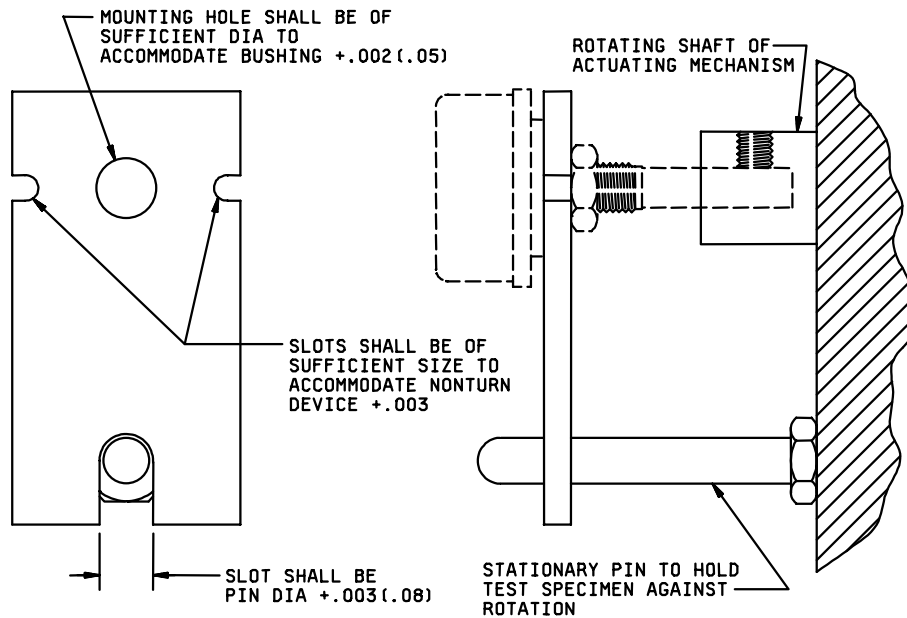 MOUNTING HOLE SHALL BE OF
SUFFICIENT DIA TO
ACCOMMODATE BUSHING +.002(.05)
ROTATING SHAFT OF
ACTUATING MECHANISM
SLOTS SHALL BE OF
SUFFICIENT SIZE TO
ACCOMMODATE NONTURN
DEVICE +.003
SLOT SHALL BE
PIN DIA +.003(.08)
STATIONARY PIN TO HOLD
TEST SPECIMEN AGAINST
ROTATION